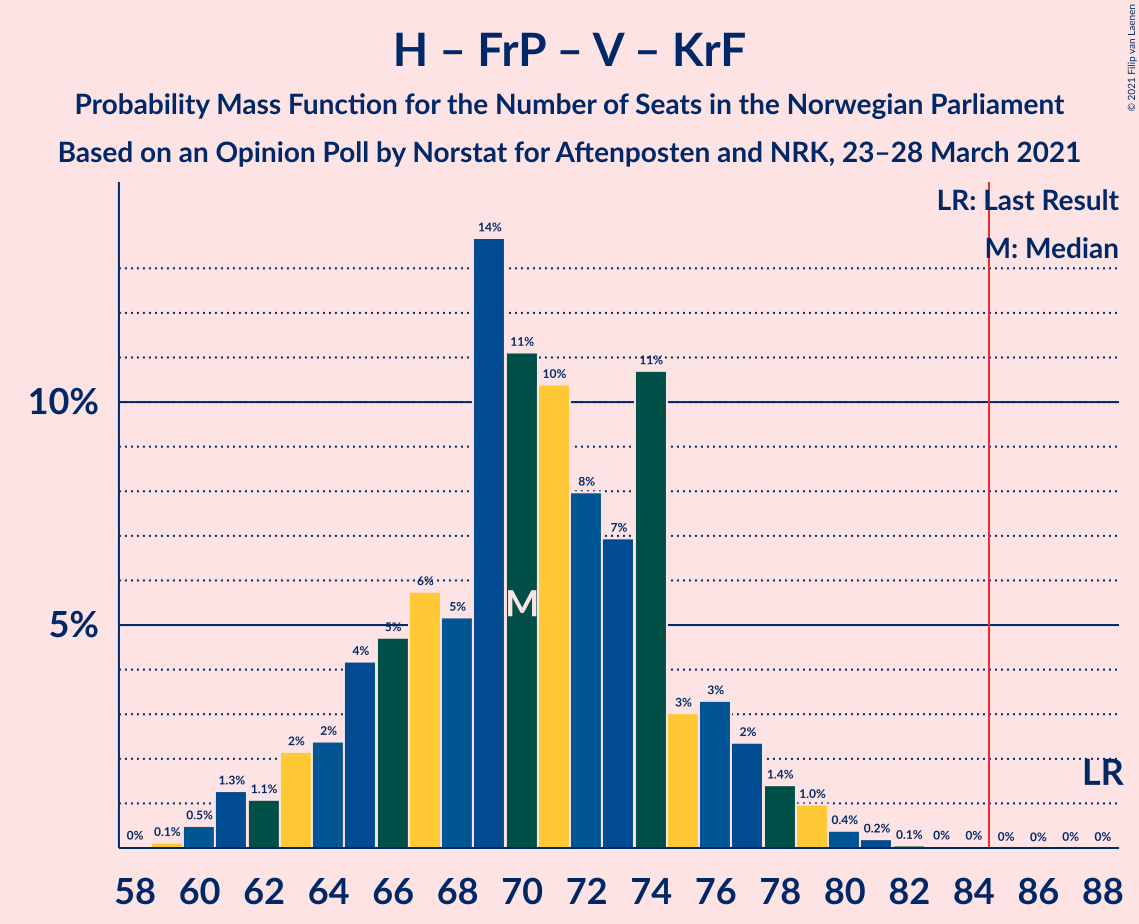 H – FrP – V – KrF
Probability Mass Function for the Number of Seats in the Norwegian Parliament
Based on an Opinion Poll by Norstat for Aftenposten and NRK, 23–28 March 2021
© 2021 Filip van Laenen
LR: Last Result
M: Median
10%
5%
0% 0.1% 0.5% 1.3% 1.1% 2% 2% 4% 5% 6% 5% 14% 11% 10% 8% 7% 11% 3% 3% 2% 1.4% 1.0% 0.4% 0.2% 0.1% 0% 0% 0% 0% 0% 0%
M
LR
58 60 62 64 66 68 70 72 74 76 78 80 82 84 86 88